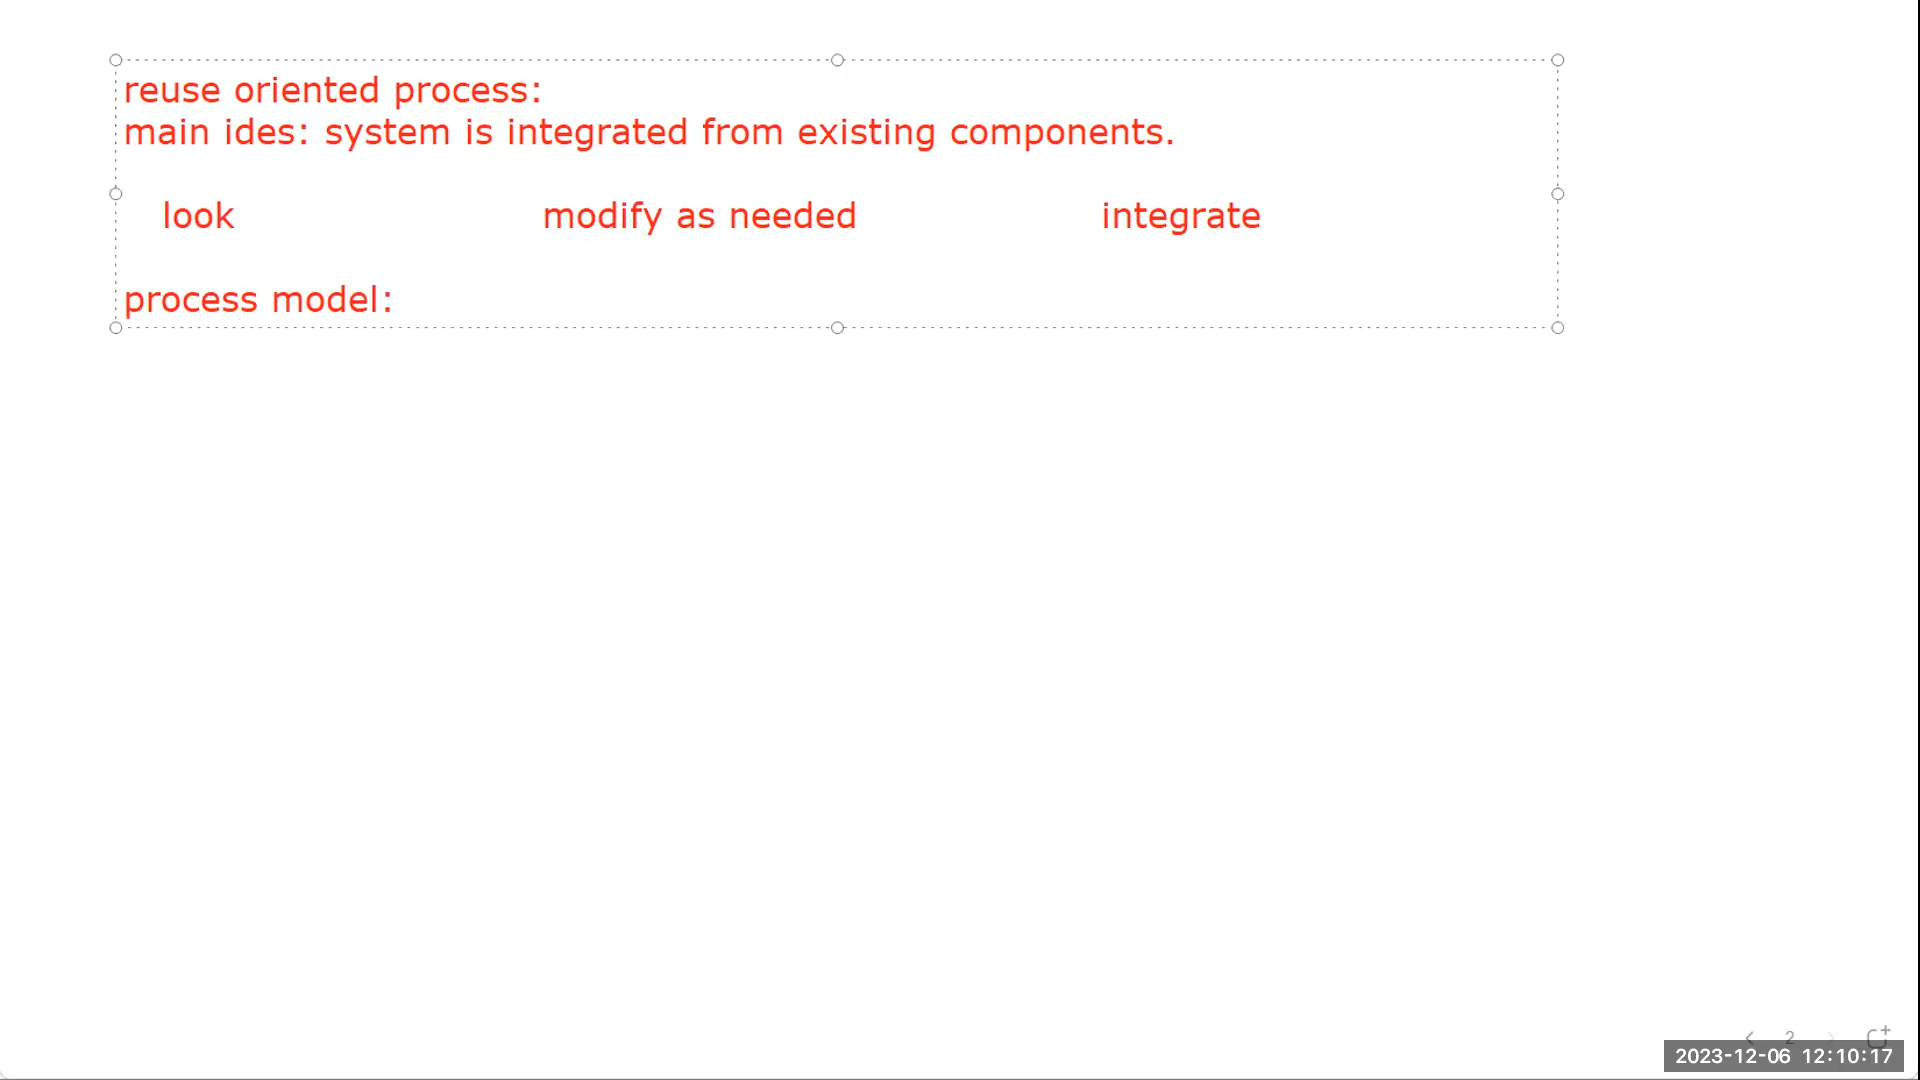 reuse oriented process:
main ides: system is integrated from existing components.
look modify as needed integrate
process model:
2
2023-12-06 12:10:17